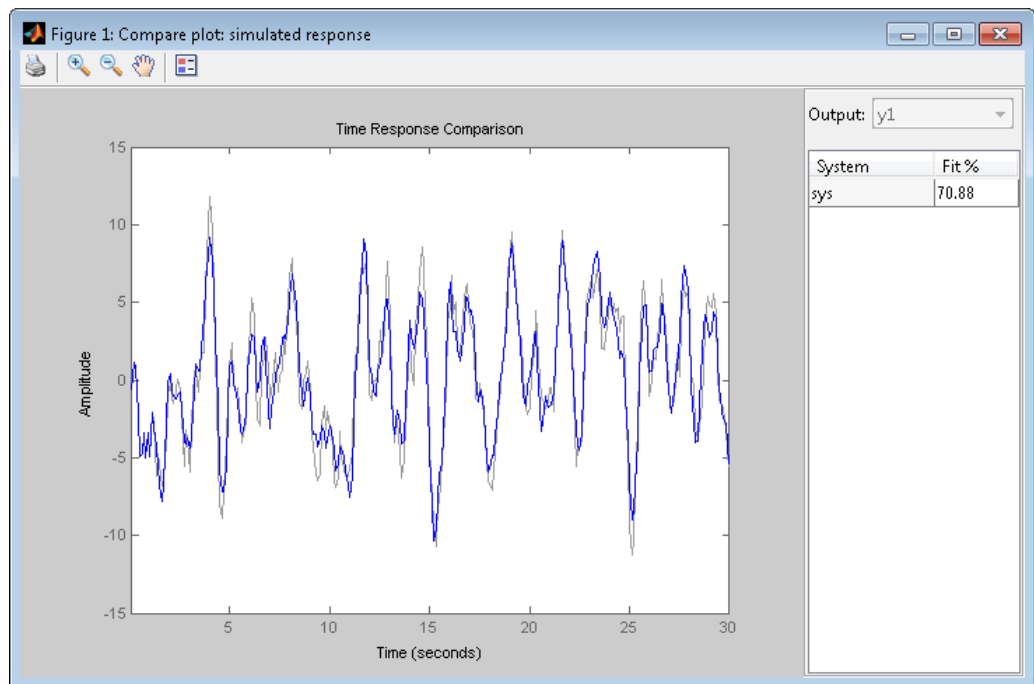 Figure 1: Compare plot: simulated response
Output: y1
System Fit %
sys 70.88
Time Response Comparison
15
10
5
0
-5
-10
-15
Amplitude
5 10 15 20 25 30
Time (seconds)